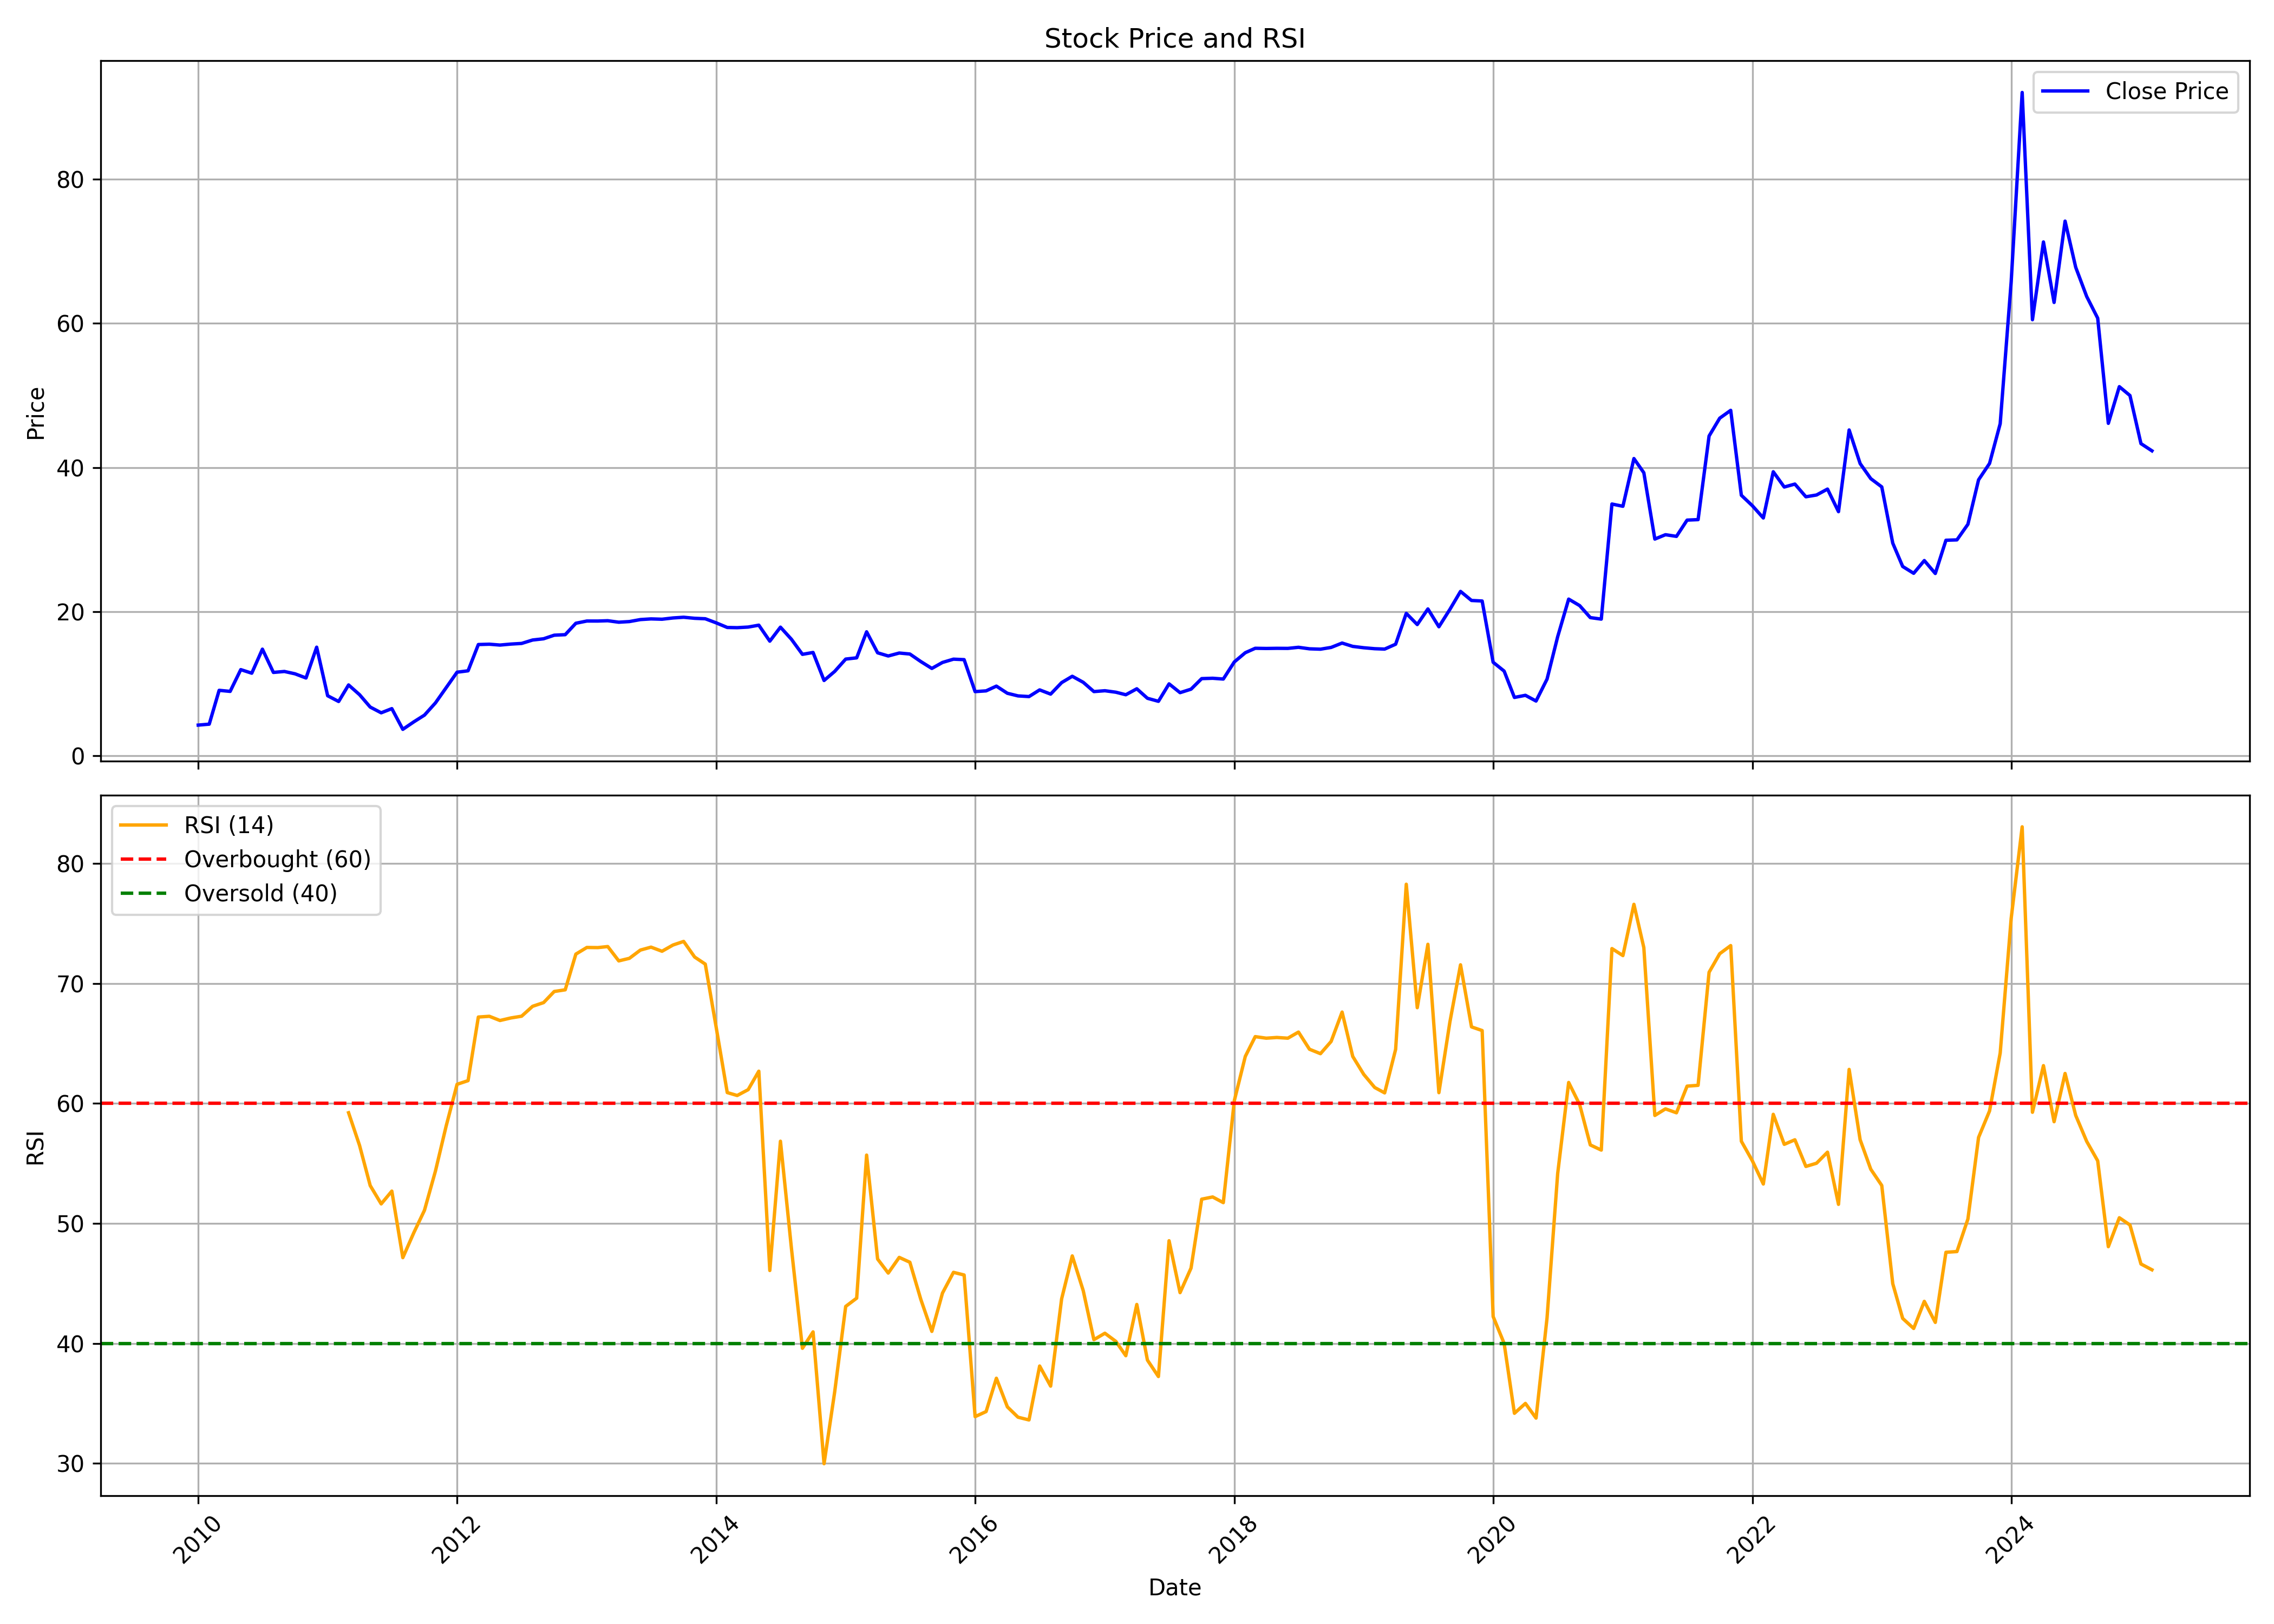 Stock Price and RSI
Close Price
Price
80
60
40
20
0
RSI (14)
Overbought (60)
Oversold (40)
RSI
80
70
60
50
40
30
2010
2012
2014
2016
2018
2020
2022
2024
Date